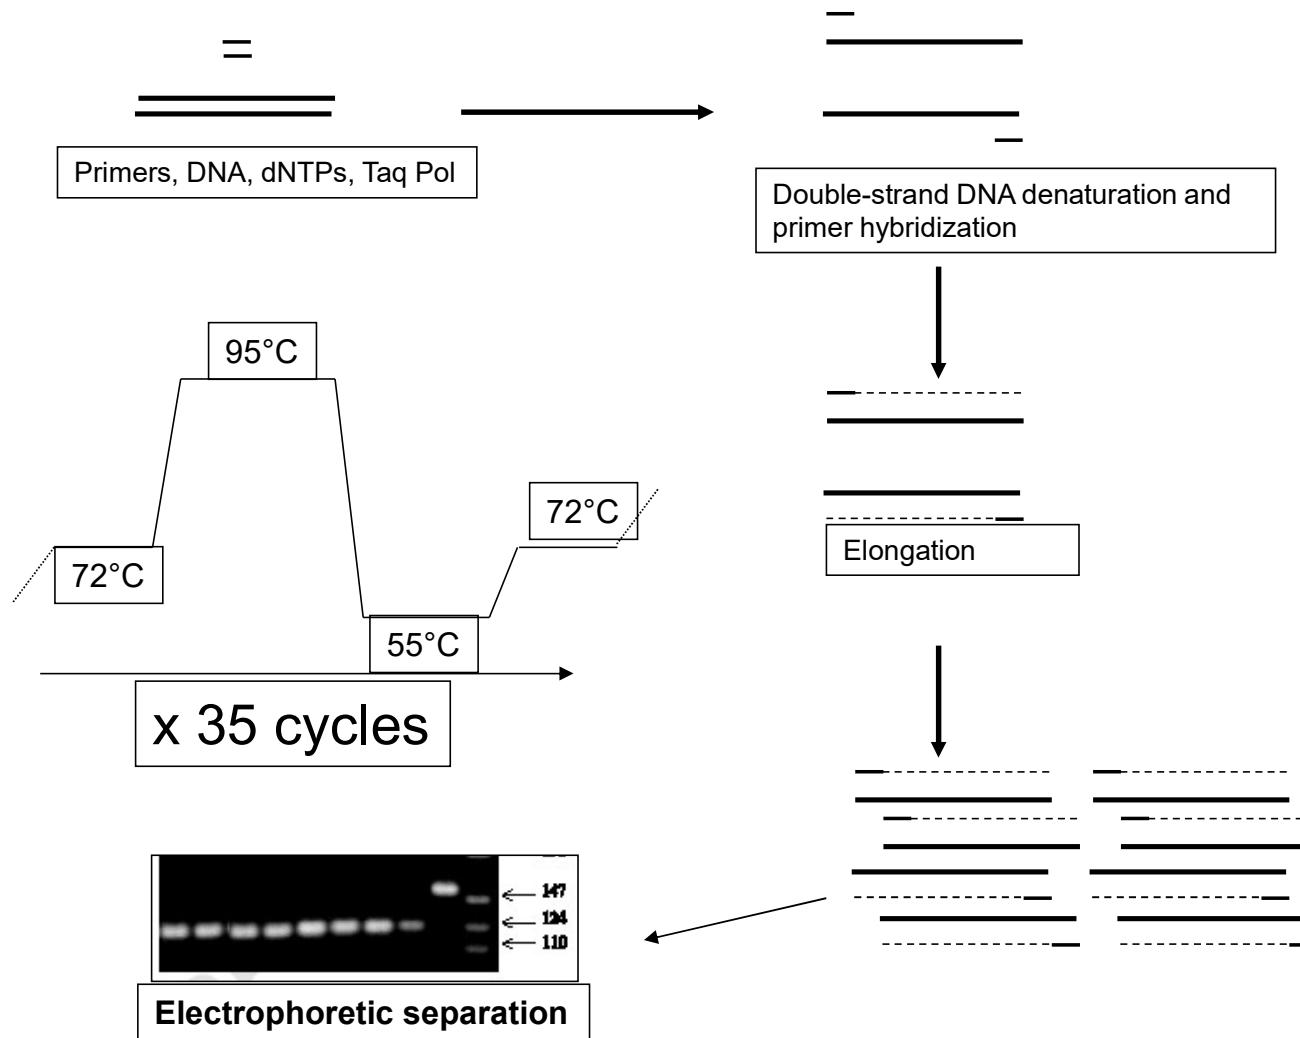 Primers, DNA, dNTPs, Taq Pol
Double-strand DNA denaturation and
primer hybridization
95°C
72°C
72°C
55°C
x 35 cycles
Elongation
147
124
110
Electrophoretic separation